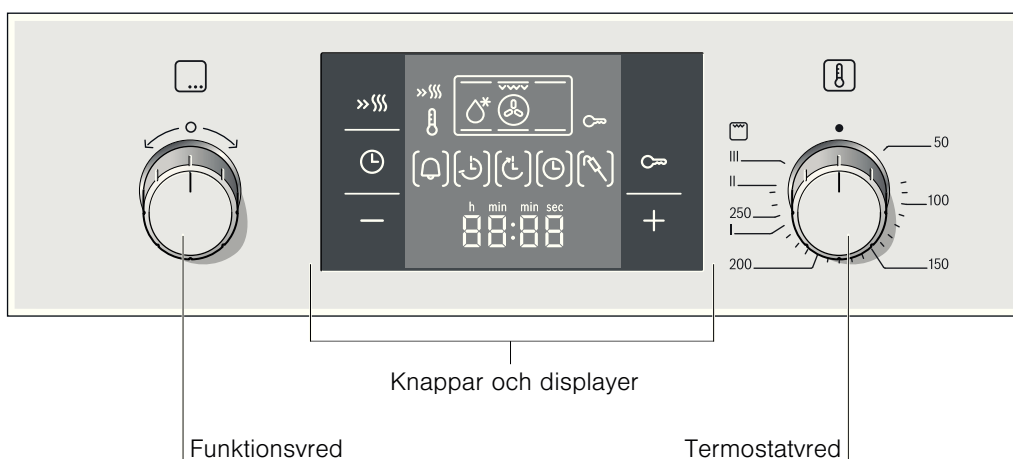 h min min sec
88:88
50
100
150
200
I
250
II
III
Knappar och displayer
Funktionsvred
Termostatvred